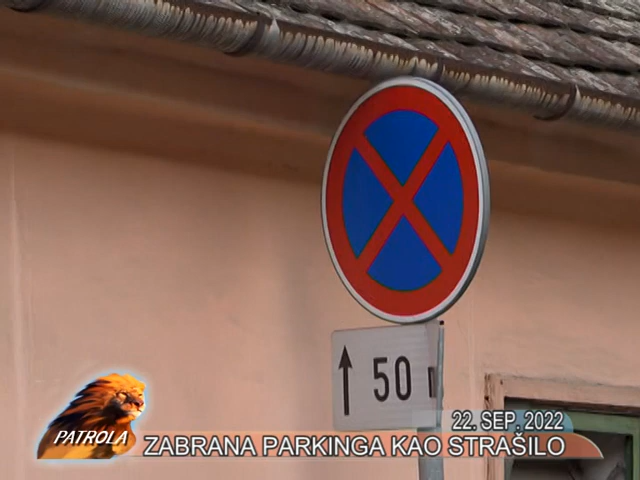 50 m
22. SEP. 2022
PATROLA
ZABRANA PARKINGA KAO STRAŠILO